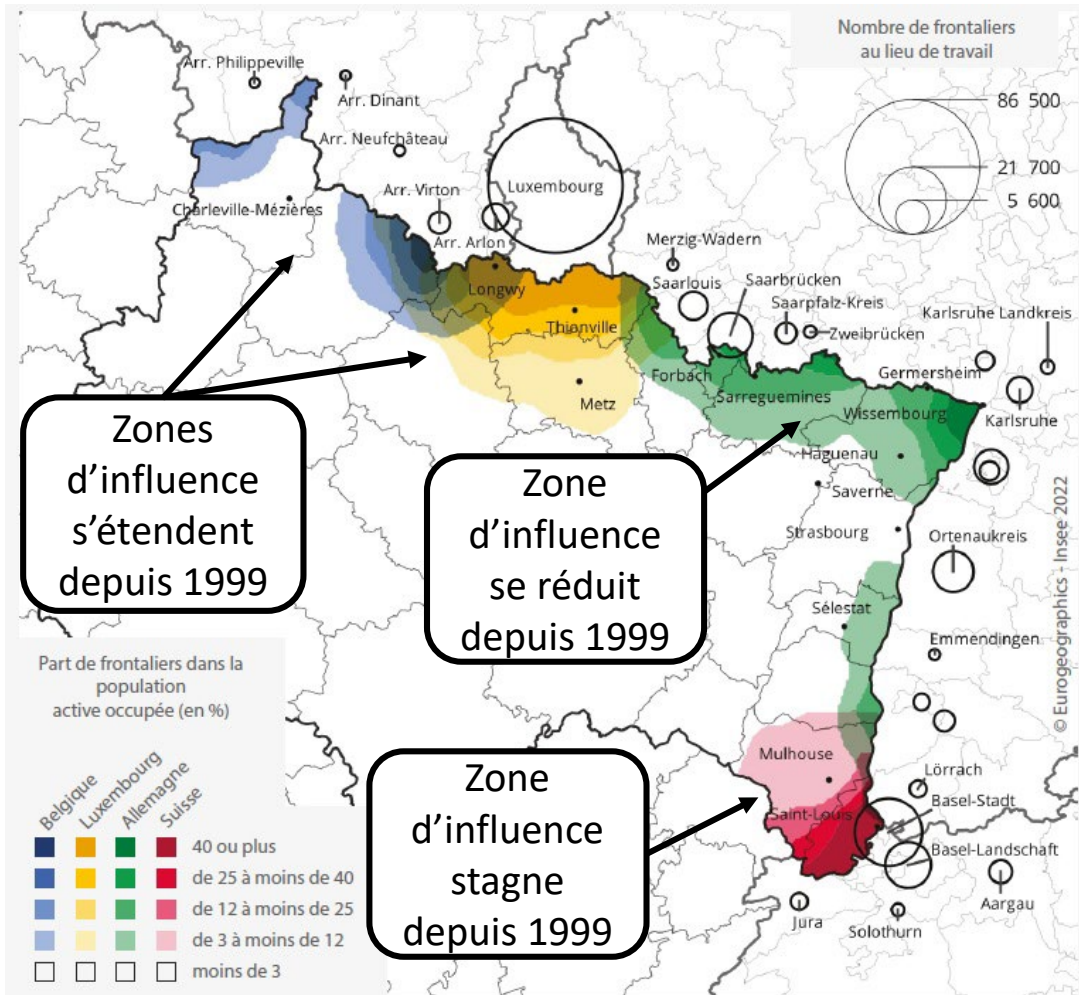 Nombre de frontaliers
au lieu de travail
86 500
21 700
5 600
Arr. Philippeville
Arr. Dinant
Arr. Neufchâteau
Arr. Virton
Arr. Arlon
Luxembourg
Charleville-Mézières
Longwy
Thionville
Metz
Merzig-Wadern
Saarlouis
Saarbrücken
Saarpfalz-Kreis
Zweibrücken
Karlsruhe Landkreis
Germersheim
Karlsruhe
Forbach
Sarreguemines
Wissembourg
Haguenau
Saverne
Strasbourg
Ortenaukreis
Sélestat
Emmendingen
Mulhouse
Saint-Louis
Lörrach
Basel-Stadt
Basel-Landschaft
Aargau
Jura
Solothurn
Zones
d’influence
s’étendent
depuis 1999
Zone
d’influence
se réduit
depuis 1999
Zone
d’influence
stagne
depuis 1999
Part de frontaliers dans la
population
active occupée (en %)
Belgique
Luxembourg
Allemagne
Suisse
40 ou plus
de 25 à moins de 40
de 12 à moins de 25
de 3 à moins de 12
moins de 3
© Eurogeographics - Insee 2022